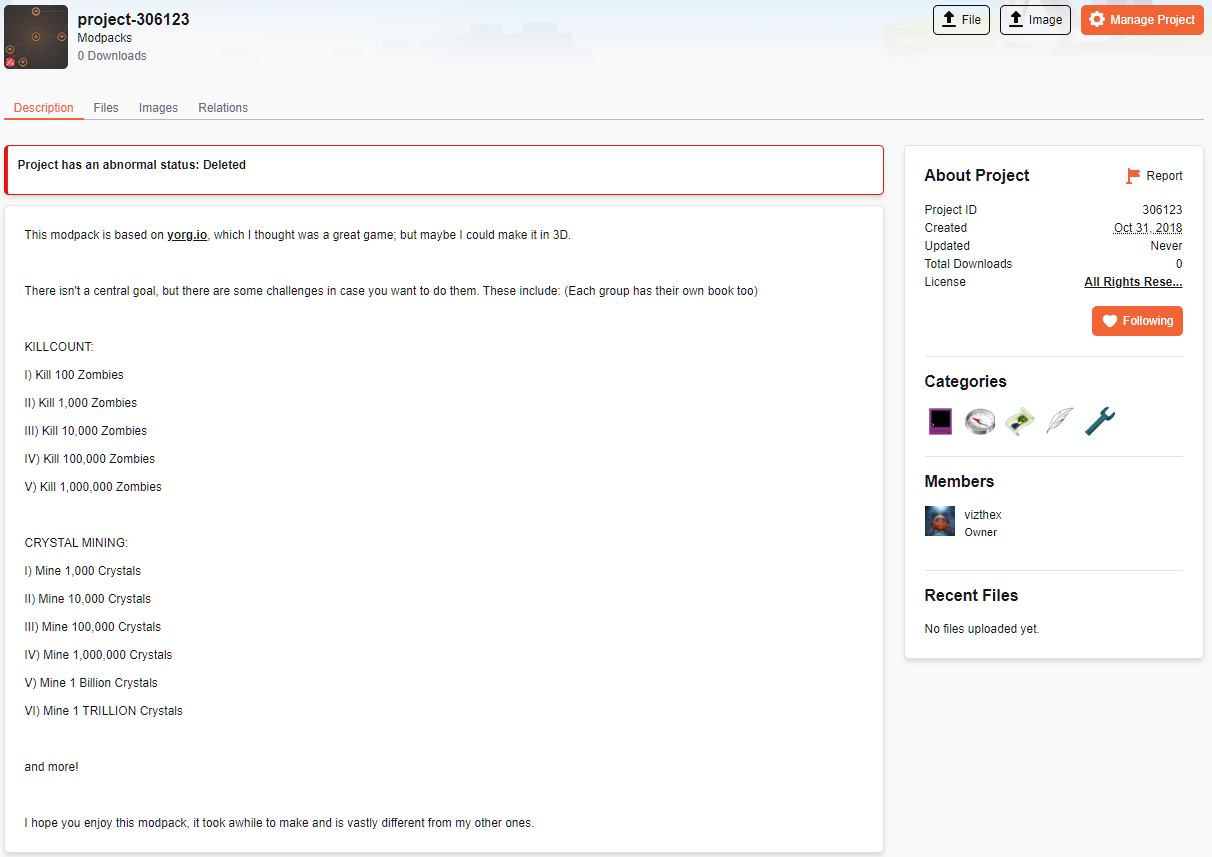 project-306123
Modpacks
0 Downloads
File
Image
Manage Project
Description
Files
Images
Relations
Project has an abnormal status: Deleted
This modpack is based on yorg.io, which I thought was a great game; but maybe I could make it in 3D.
There isn't a central goal, but there are some challenges in case you want to do them. These include: (Each group has their own book too)
KILLCOUNT:
I) Kill 100 Zombies
II) Kill 1,000 Zombies
III) Kill 10,000 Zombies
IV) Kill 100,000 Zombies
V) Kill 1,000,000 Zombies
CRYSTAL MINING:
I) Mine 1,000 Crystals
II) Mine 10,000 Crystals
III) Mine 100,000 Crystals
IV) Mine 1,000,000 Crystals
V) Mine 1 Billion Crystals
VI) Mine 1 TRILLION Crystals
and more!
I hope you enjoy this modpack, it took awhile to make and is vastly different from my other ones.
About Project
Report
Project ID 306123
Created Oct 31, 2018
Updated Never
Total Downloads 0
License All Rights Rese...
Following
Categories
Members
vizthex
Owner
Recent Files
No files uploaded yet.